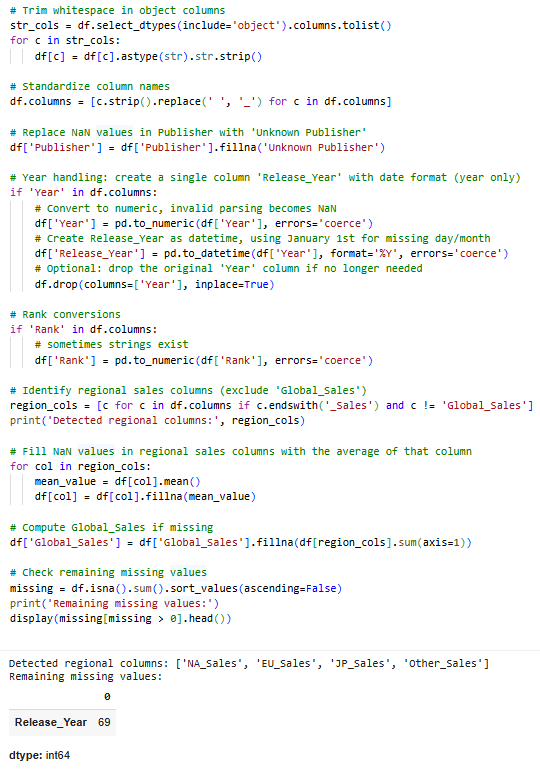 # Trim whitespace in object columns
str_cols = df.select_dtypes(include='object').columns.tolist()
for c in str_cols:
    df[c] = df[c].astype(str).str.strip()

# Standardize column names
df.columns = [c.strip().replace(' ', '_') for c in df.columns]

# Replace NaN values in Publisher with 'Unknown Publisher'
df['Publisher'] = df['Publisher'].fillna('Unknown Publisher')

# Year handling: create a single column 'Release_Year' with date format (year only)
if 'Year' in df.columns:
    # Convert to numeric, invalid parsing becomes NaN
    df['Year'] = pd.to_numeric(df['Year'], errors='coerce')
    # Create Release_Year as datetime, using January 1st for missing day/month
    df['Release_Year'] = pd.to_datetime(df['Year'], format='%Y', errors='coerce')
    # Optional: drop the original 'Year' column if no longer needed
    df.drop(columns=['Year'], inplace=True)

# Rank conversions
if 'Rank' in df.columns:
    # sometimes strings exist
    df['Rank'] = pd.to_numeric(df['Rank'], errors='coerce')

# Identify regional sales columns (exclude 'Global_Sales')
region_cols = [c for c in df.columns if c.endswith('_Sales') and c != 'Global_Sales']
print('Detected regional columns:', region_cols)

# Fill NaN values in regional sales columns with the average of that column
for col in region_cols:
    mean_value = df[col].mean()
    df[col] = df[col].fillna(mean_value)

# Compute Global_Sales if missing
df['Global_Sales'] = df['Global_Sales'].fillna(df[region_cols].sum(axis=1))

# Check remaining missing values
missing = df.isna().sum().sort_values(ascending=False)
print('Remaining missing values:')
display(missing[missing > 0].head())

Detected regional columns: ['NA_Sales', 'EU_Sales', 'JP_Sales', 'Other_Sales']
Remaining missing values:
0
Release_Year 69
dtype: int64